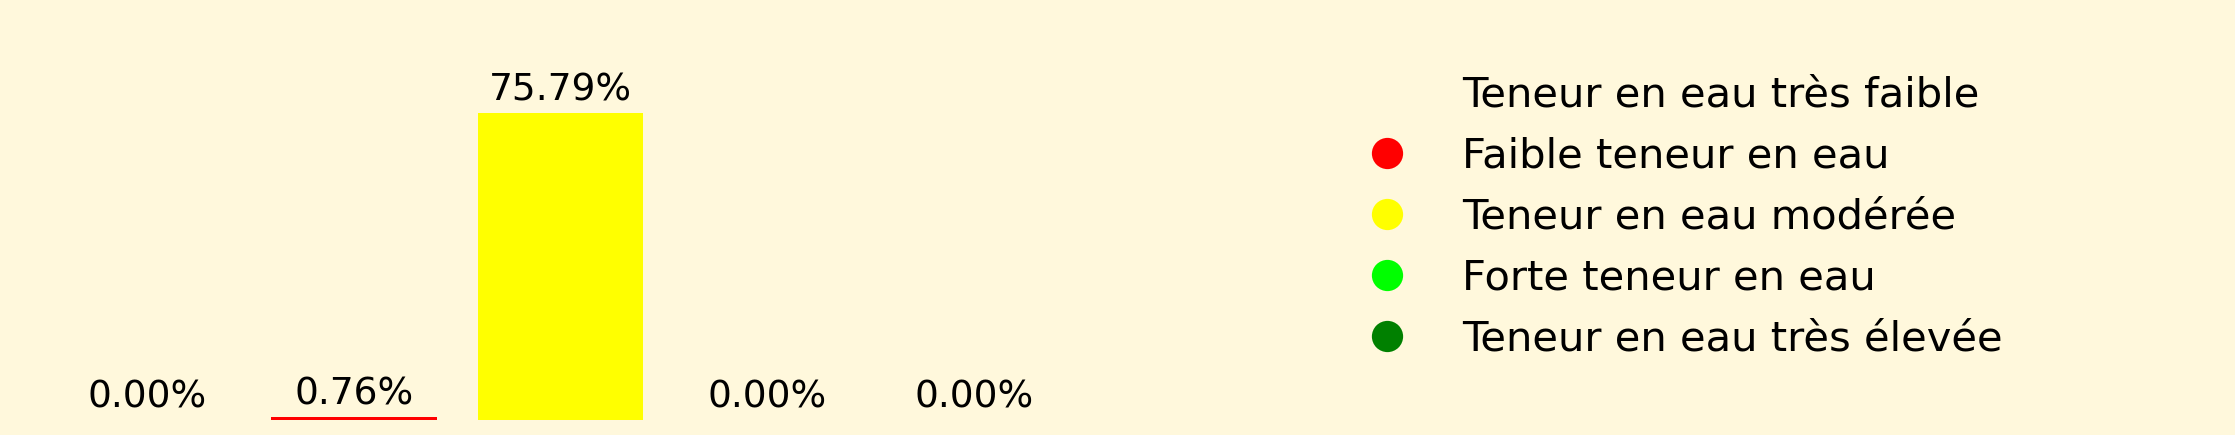 75.79%
0.00%
0.76%
0.00%
0.00%
Teneur en eau très faible
Faible teneur en eau
Teneur en eau modérée
Forte teneur en eau
Teneur en eau très élevée